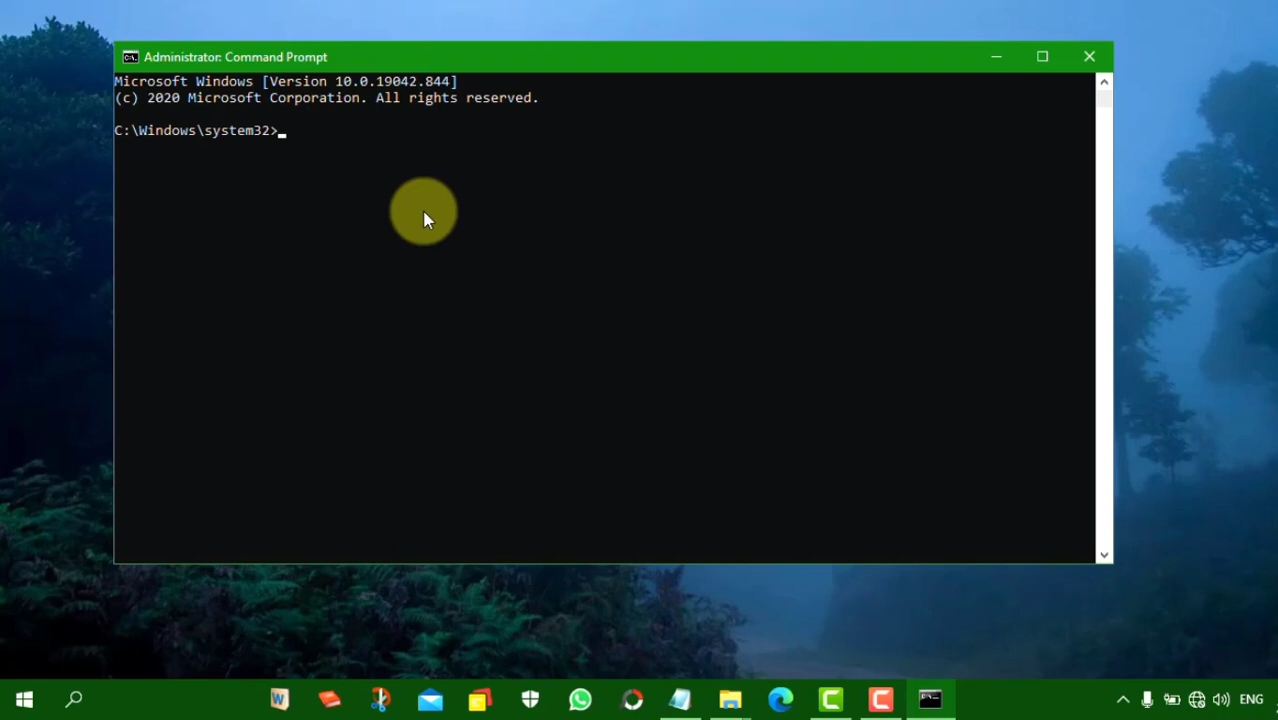 Administrator: Command Prompt
Microsoft Windows [Version 10.0.19042.844]
(c) 2020 Microsoft Corporation. All rights reserved.
C:\Windows\system32>
ENG